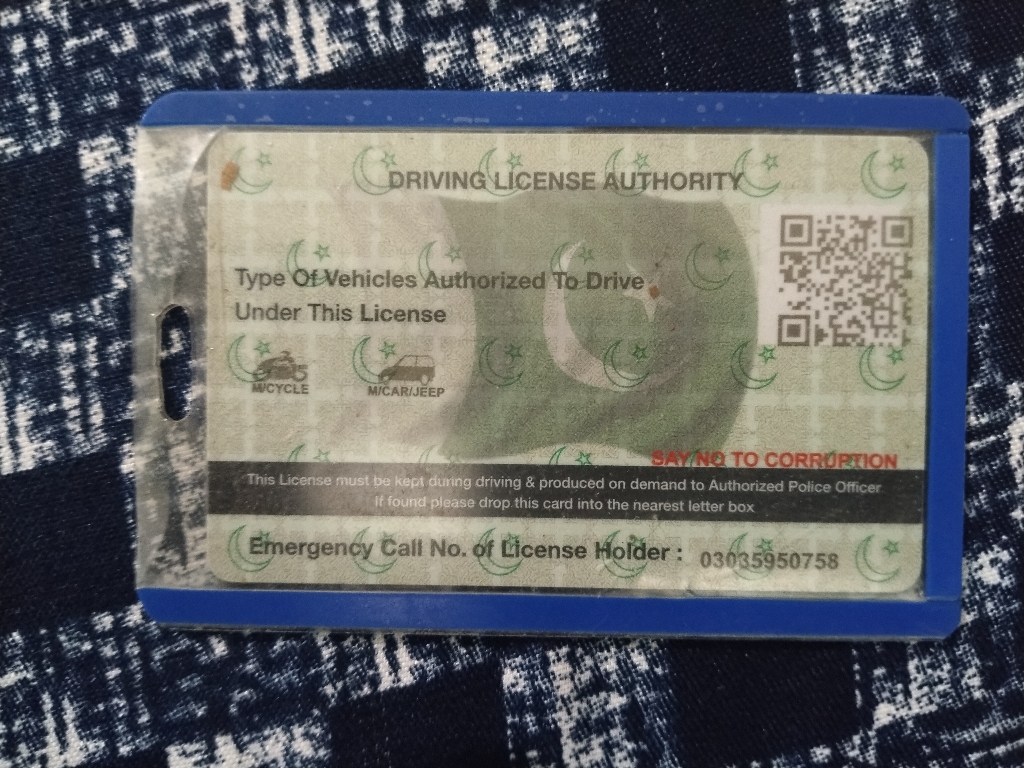 DRIVING LICENSE AUTHORITY
Type Of Vehicles Authorized To Drive
Under This License
M/CYCLE M/CAR/JEEP
SAY NO TO CORRUPTION
This License must be kept during driving & produced on demand to Authorized Police Officer
If found please drop this card into the nearest letter box
Emergency Call No. of License Holder : 03035950758